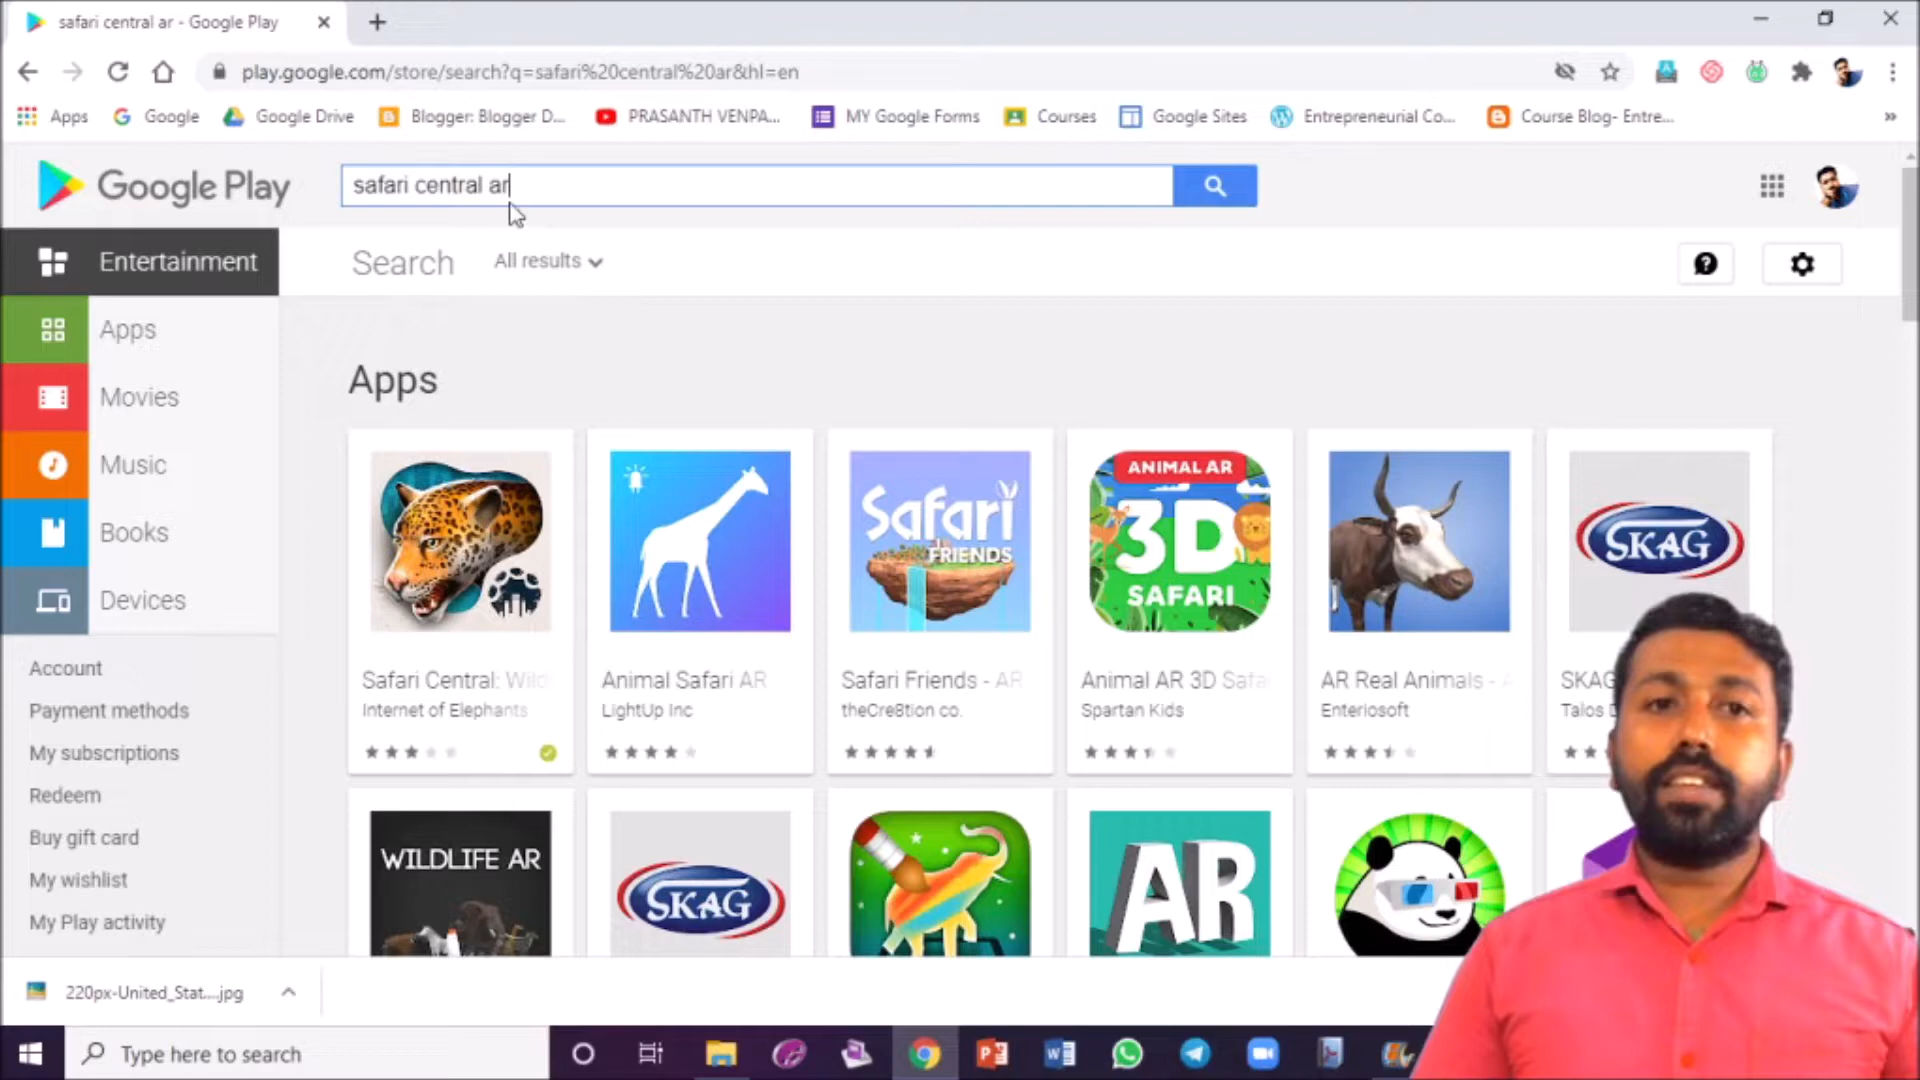 safari central ar - Google Play
play.google.com/store/search?q=safari%20central%20ar&hl=en
Apps Google Google Drive Blogger: Blogger D... PRASANTH VENPA... MY Google Forms Courses Google Sites Entrepreneurial Co... Course Blog- Entre...
Google Play
safari central ar
Entertainment
Search
All results
Apps
Movies
Music
Books
Devices
Account
Payment methods
My subscriptions
Redeem
Buy gift card
My wishlist
My Play activity
Apps
Safari
FRIENDS
ANIMAL AR
3D
SAFARI
SKAG
Safari Central: Wild
Internet of Elephants
Animal Safari AR
LightUp Inc
Safari Friends - AR
theCre8tion co.
Animal AR 3D Safa
Spartan Kids
AR Real Animals -
Enteriosoft
SKAG
Talos
WILDLIFE AR
SKAG
AR
220px-United_Stat....jpg
Type here to search